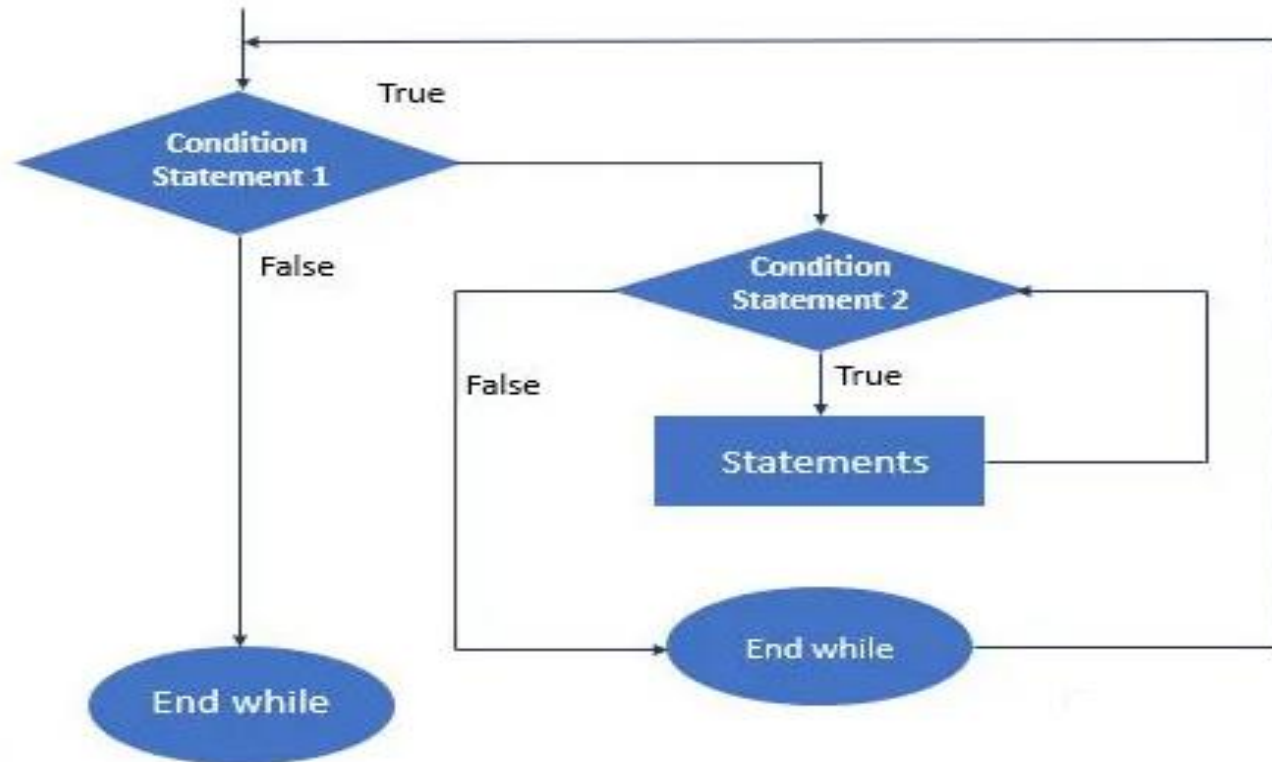 True
Condition
Statement 1
False
Condition
Statement 2
False
True
Statements
End while
End while